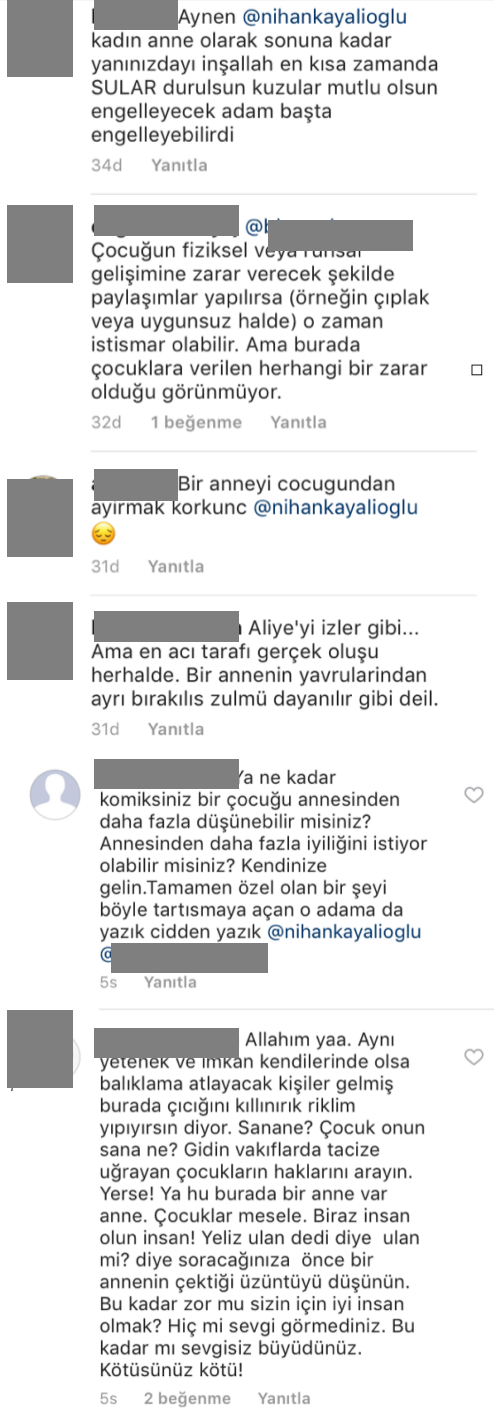 Aynen @nihankayalioglu
kadın anne olarak sonuna kadar
yanınızdayı inşallah en kısa zamanda
SULAR durulsun kuzular mutlu olsun
engelleyecek adam başta
engelleyebilirdi
34d Yanıtla
Çocuğun fiziksel veya ruhsal
gelişimine zarar verecek şekilde
paylaşımlar yapılırsa (örneğin çıplak
veya uygunsuz halde) o zaman
istismar olabilir. Ama burada
çocuklara verilen herhangi bir zarar
olduğu görünmüyor.
32d 1 beğenme Yanıtla
Bir anneyi cocugundan
ayırmak korkunc @nihankayalioglu
😔
31d Yanıtla
Aliye'yi izler gibi...
Ama en acı tarafı gerçek oluşu
herhalde. Bir annenin yavrularindan
ayrı bırakılıs zulmü dayanılır gibi deil.
31d Yanıtla
Ya ne kadar
komiksiniz bir çocuğu annesinden
daha fazla düşünebilir misiniz?
Annesinden daha fazla iyiliğini istiyor
olabilir misiniz? Kendinize
gelin.Tamamen özel olan bir şeyi
böyle tartısmaya açan o adama da
yazık cidden yazık @nihankayalioglu
@
5s Yanıtla
Allahım yaa. Aynı
yetenek ve imkan kendilerinde olsa
balıklama atlayacak kişiler gelmiş
burada çıcığını kıllınırık riklim
yıpıyırsın diyor. Sanane? Çocuk onun
sana ne? Gidin vakıflarda tacize
uğrayan çocukların haklarını arayın.
Yerse! Ya hu burada bir anne var
anne. Çocuklar mesele. Biraz insan
olun insan! Yeliz ulan dedi diye ulan
mi? diye soracağınıza önce bir
annenin çektiği üzüntüyü düşünün.
Bu kadar zor mu sizin için iyi insan
olmak? Hiç mi sevgi görmediniz. Bu
kadar mı sevgisiz büyüdünüz.
Kötüsünüz kötü!
5s 2 beğenme Yanıtla